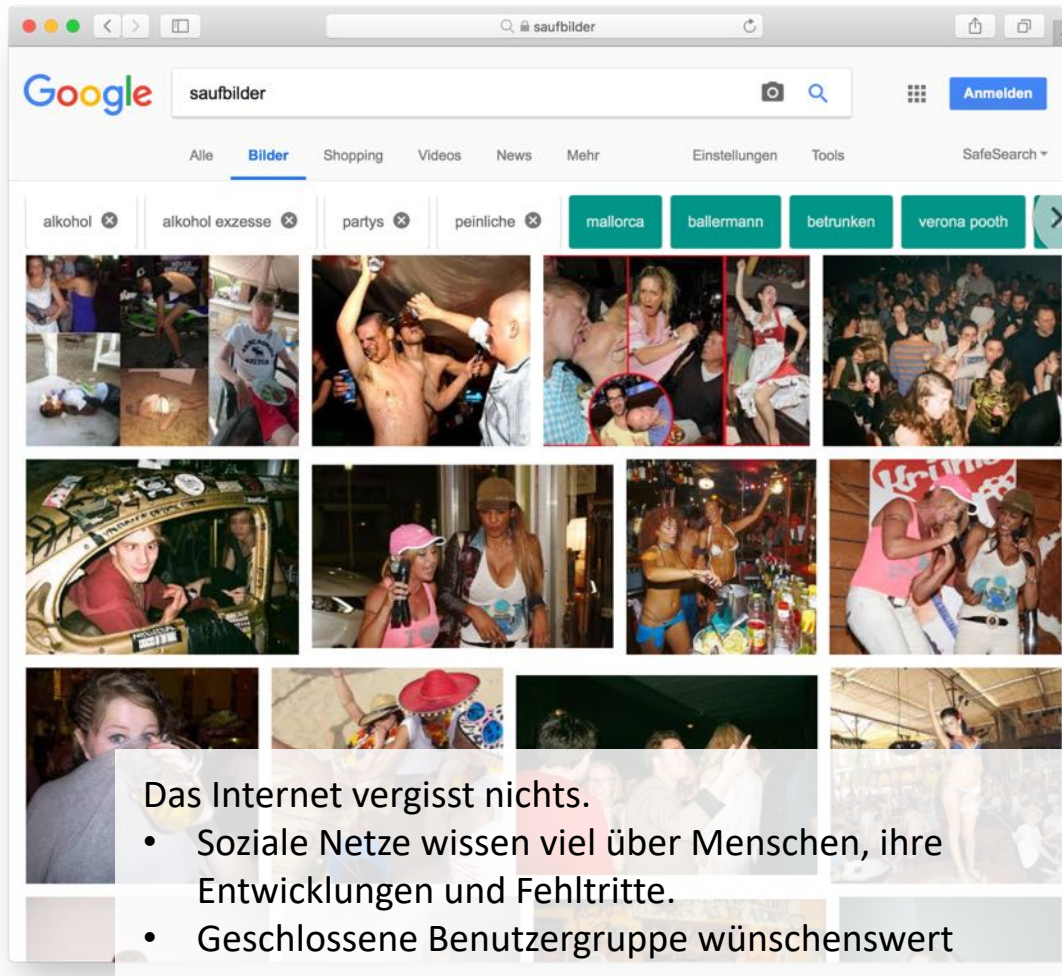 saufbilder
Google
saufbilder
Anmelden
Alle Bilder Shopping Videos News Mehr Einstellungen Tools SafeSearch
alkohol
alkohol exzesse
partys
peinliche
mallorca
ballermann
betrunken
verona pooth
Das Internet vergisst nichts.
• Soziale Netze wissen viel über Menschen, ihre
Entwicklungen und Fehltritte.
• Geschlossene Benutzergruppe wünschenswert